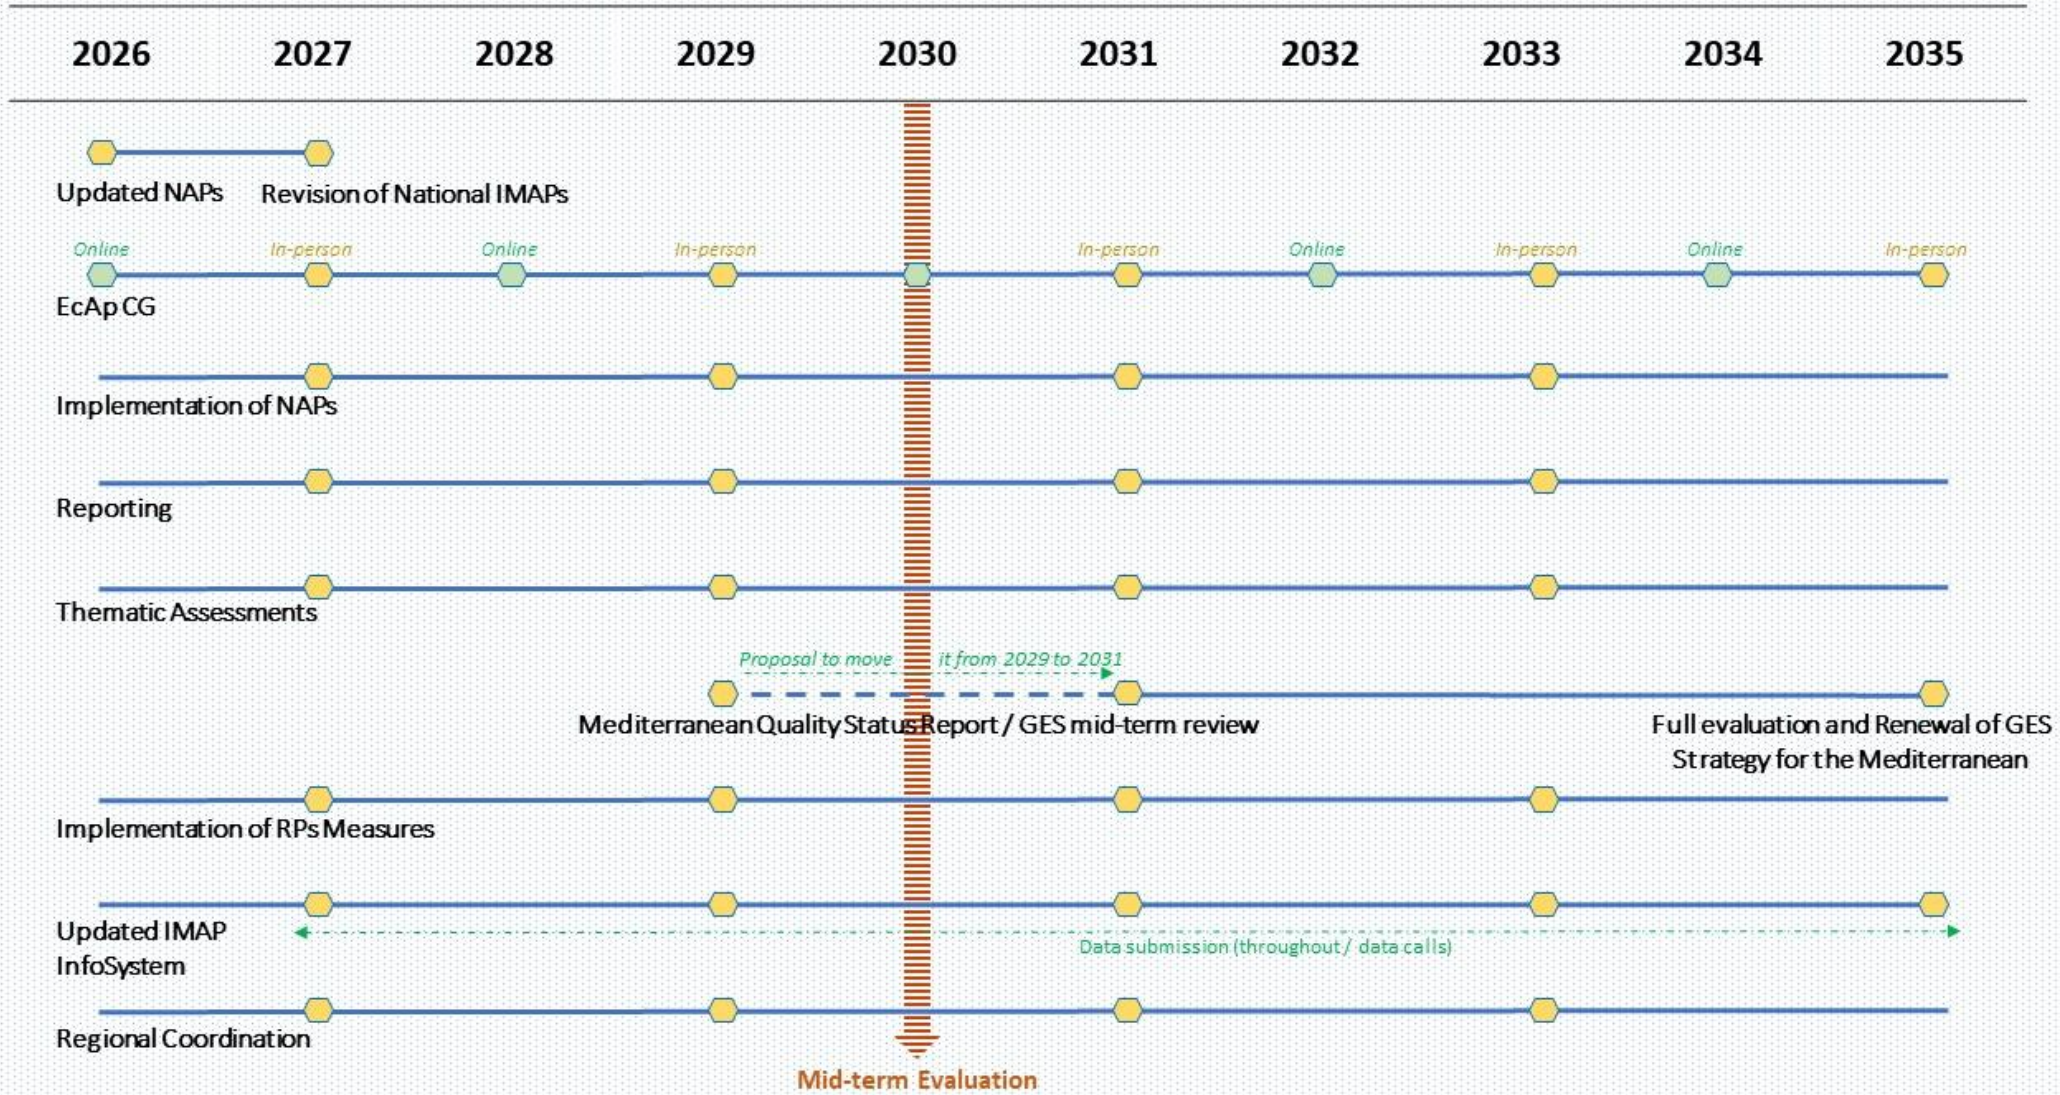 2026 2027 2028 2029 2030 2031 2032 2033 2034 2035
Updated NAPs Revision of National IMAPs
Online In-person Online In-person In-person Online In-person Online In-person
EcAp CG
Implementation of NAPs
Reporting
Thematic Assessments
Proposal to move it from 2029 to 2031
Mediterranean Quality Status Report / GES mid-term review
Full evaluation and Renewal of GES
Strategy for the Mediterranean
Implementation of RPs Measures
Updated IMAP
InfoSystem
Data submission (throughout / data calls)
Regional Coordination
Mid-term Evaluation